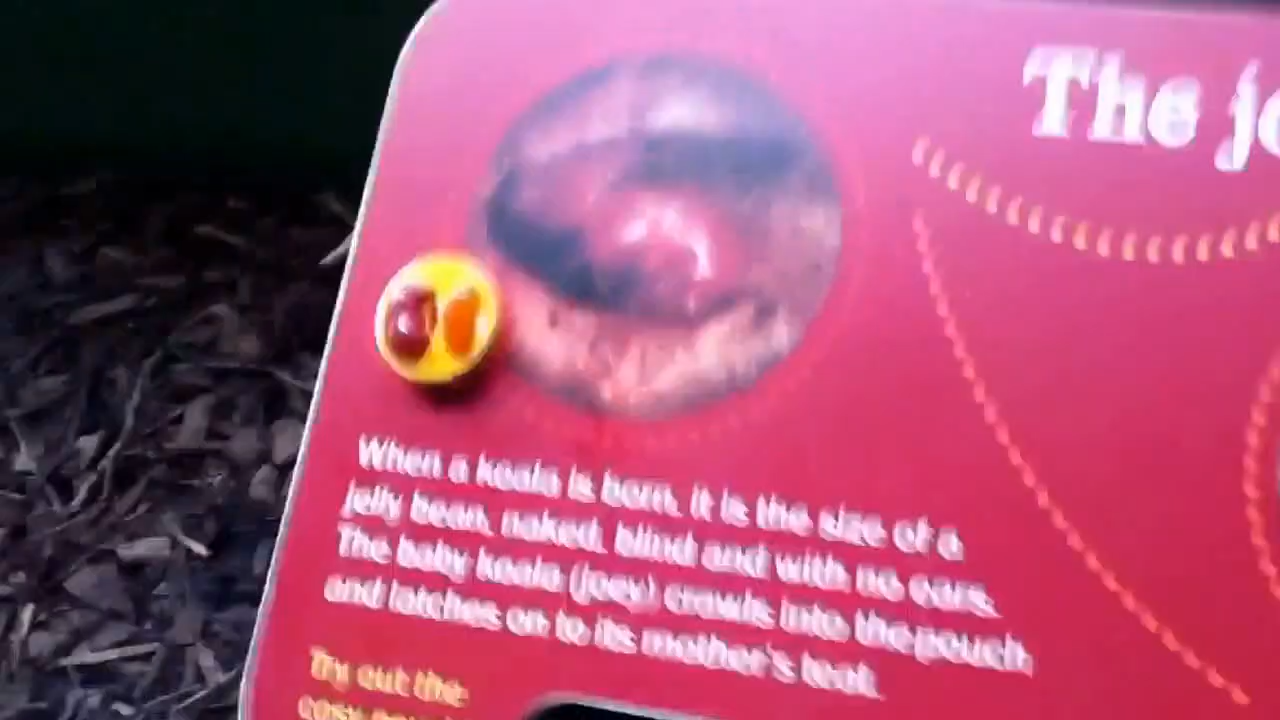 The jo
When a koala is born, it is the size of a
jelly bean, naked, blind and with no ears.
The baby koala (joey) crawls into the pouch,
and latches on to its mother's teat.
Try out the
cosy